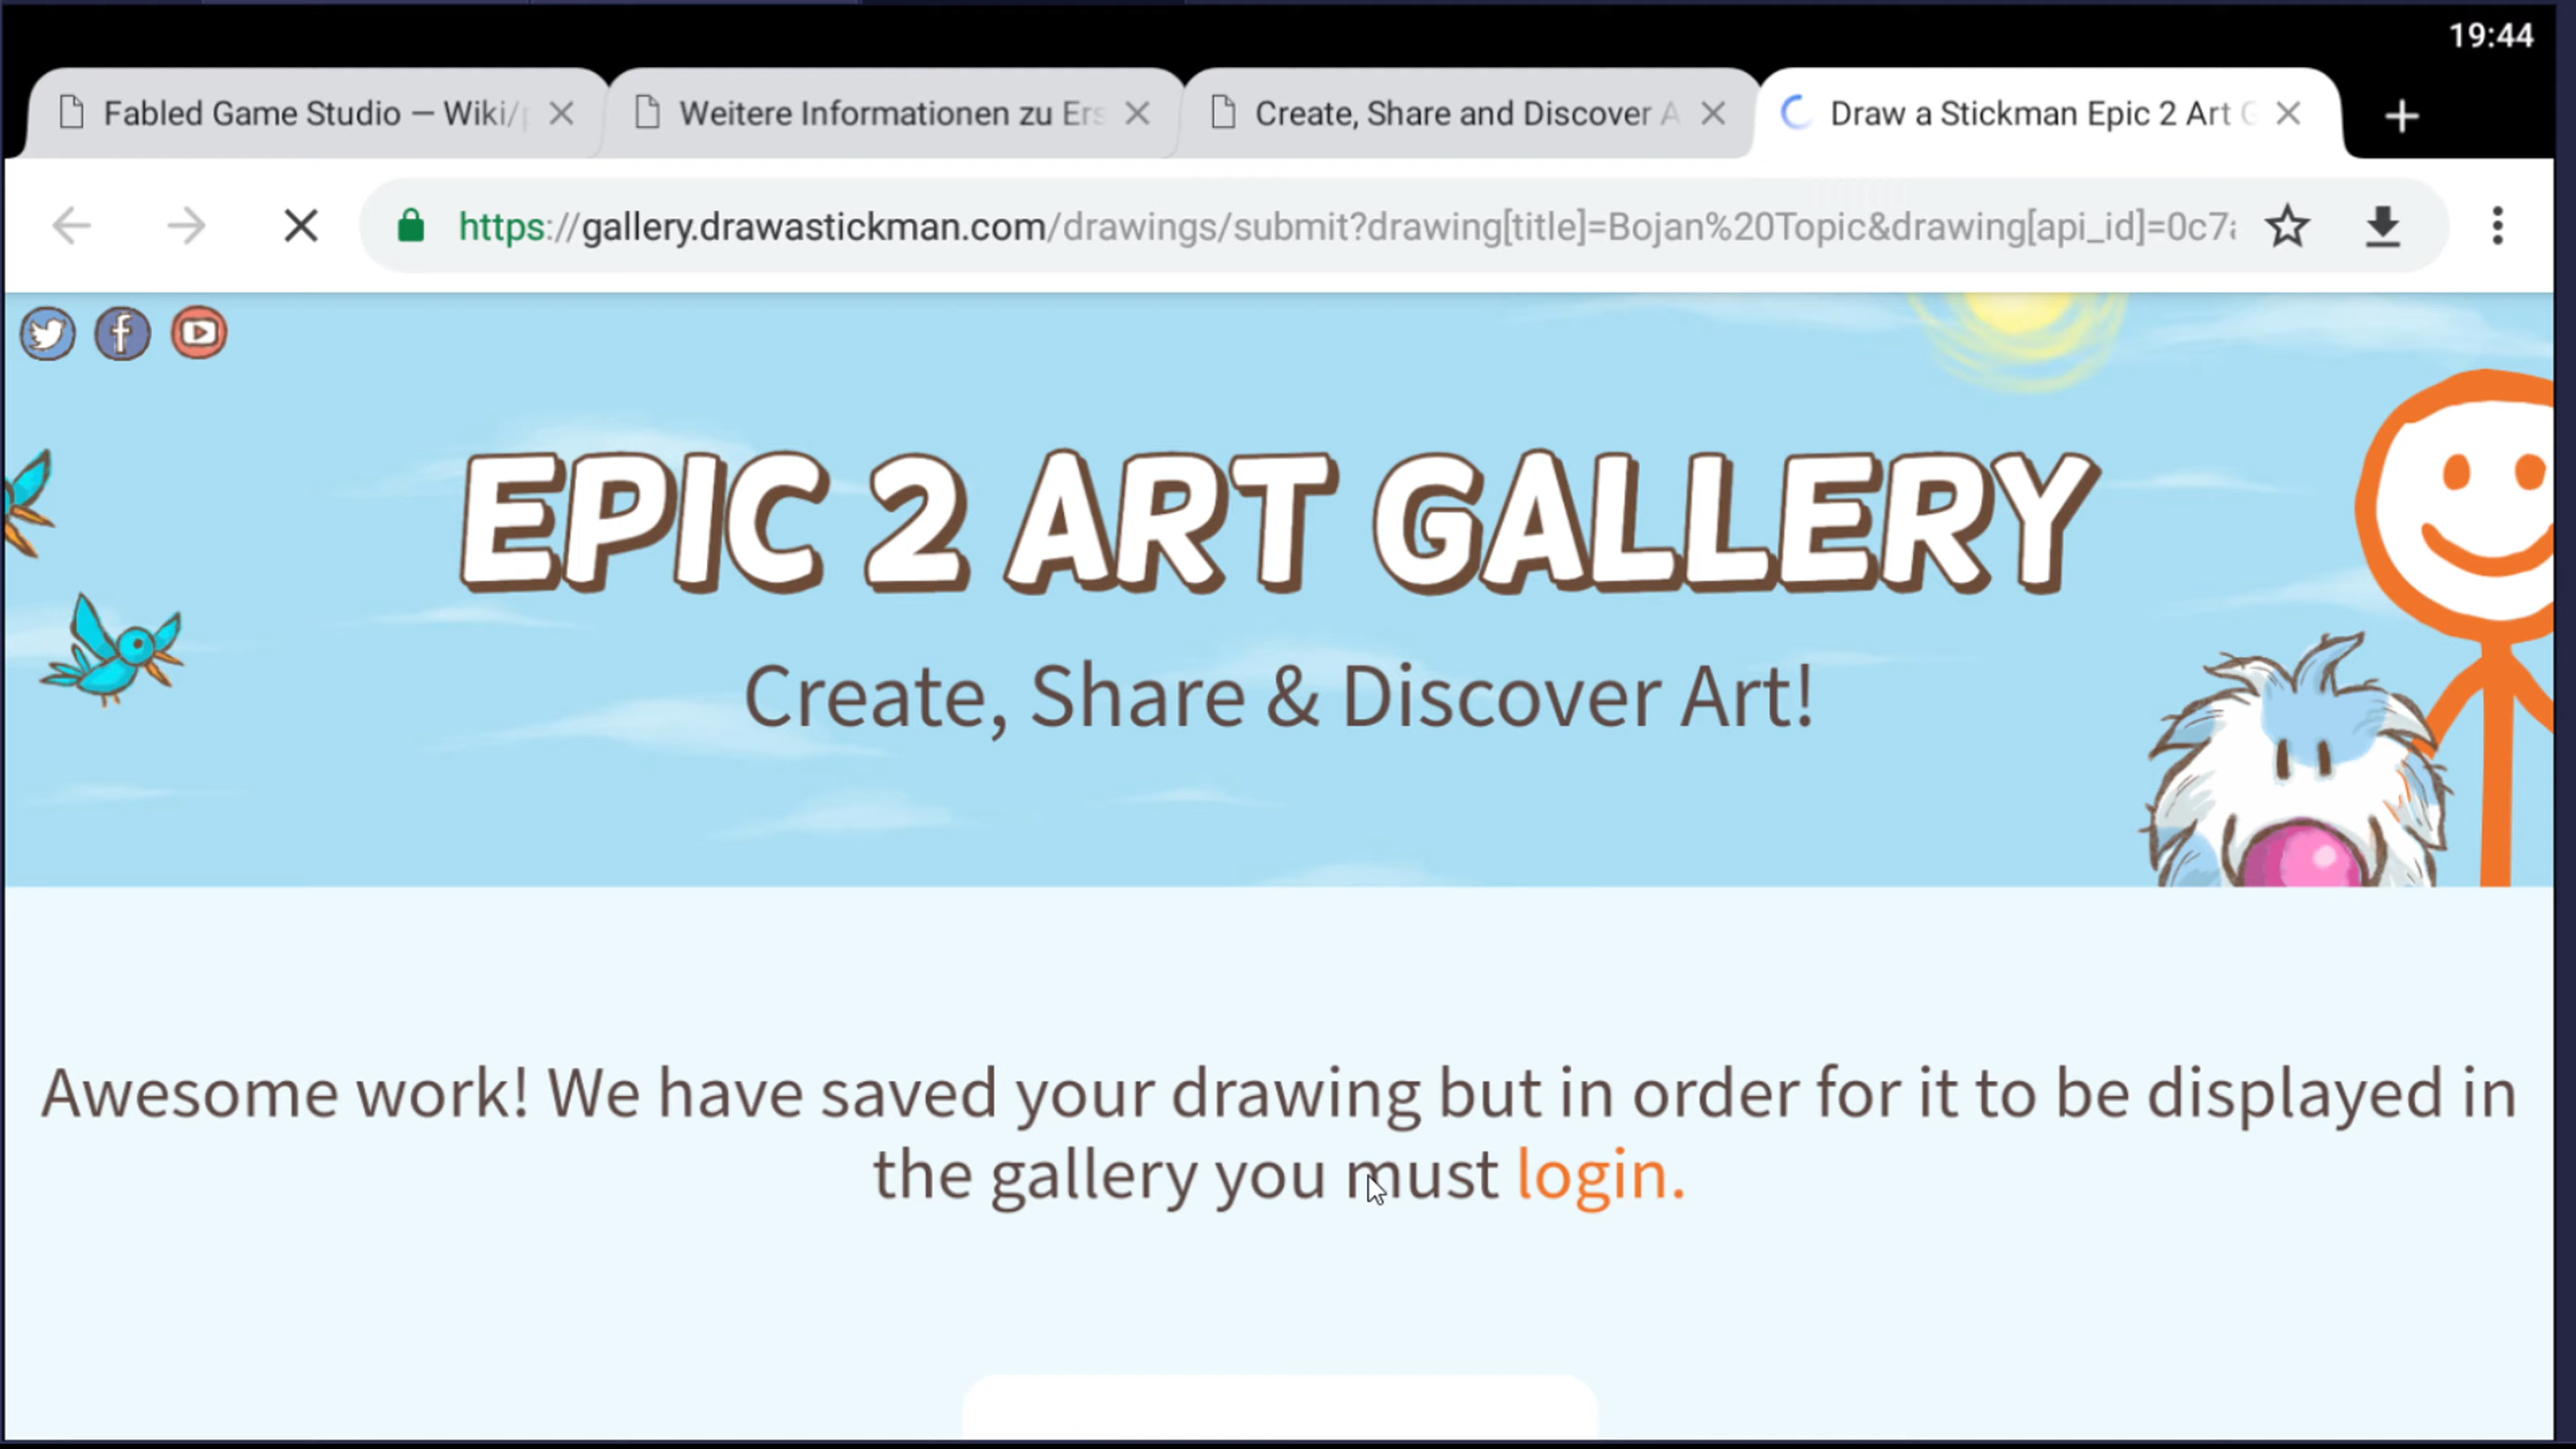 19:44
Fabled Game Studio — Wiki/
Weitere Informationen zu Ers
Create, Share and Discover A
Draw a Stickman Epic 2 Art G
https://gallery.drawastickman.com/drawings/submit?drawing[title]=Bojan%20Topic&drawing[api_id]=0c7
EPIC 2 ART GALLERY
Create, Share & Discover Art!
Awesome work! We have saved your drawing but in order for it to be displayed in
the gallery you must login.